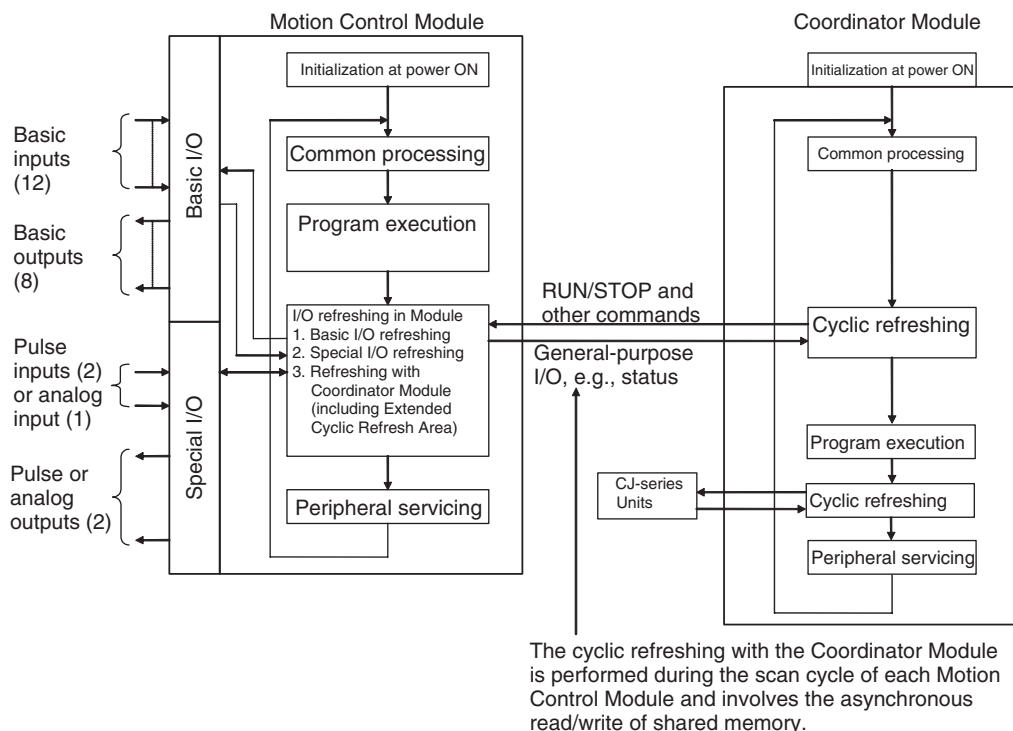 Motion Control Module
Coordinator Module
Initialization at power ON
Initialization at power ON
Basic
inputs
(12)
Basic I/O
Common processing
Common processing
Basic
outputs
(8)
Program execution
RUN/STOP and
other commands
I/O refreshing in Module
1. Basic I/O refreshing
2. Special I/O refreshing
3. Refreshing with
Coordinator Module
(including Extended
Cyclic Refresh Area)
Cyclic refreshing
General-purpose
I/O, e.g., status
Pulse
inputs (2)
or analog
input (1)
Special I/O
Pulse or
analog
outputs (2)
Program execution
CJ-series
Units
Cyclic refreshing
Peripheral servicing
Peripheral servicing
The cyclic refreshing with the Coordinator Module
is performed during the scan cycle of each Motion
Control Module and involves the asynchronous
read/write of shared memory.